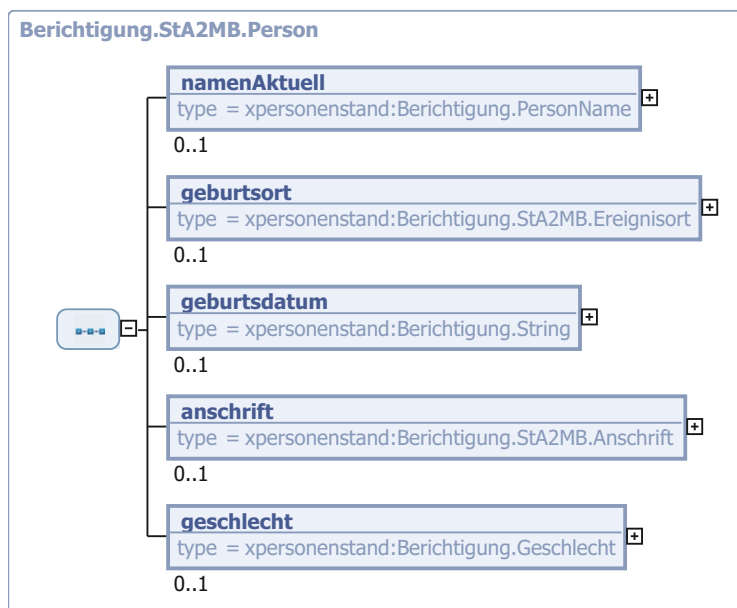 Berichtigung.StA2MB.Person
namenAktuell
type = xpersonenstand:Berichtigung.PersonName
0..1
geburtsort
type = xpersonenstand:Berichtigung.StA2MB.Ereignisort
0..1
geburtsdatum
type = xpersonenstand:Berichtigung.String
0..1
anschrift
type = xpersonenstand:Berichtigung.StA2MB.Anschrift
0..1
geschlecht
type = xpersonenstand:Berichtigung.Geschlecht
0..1